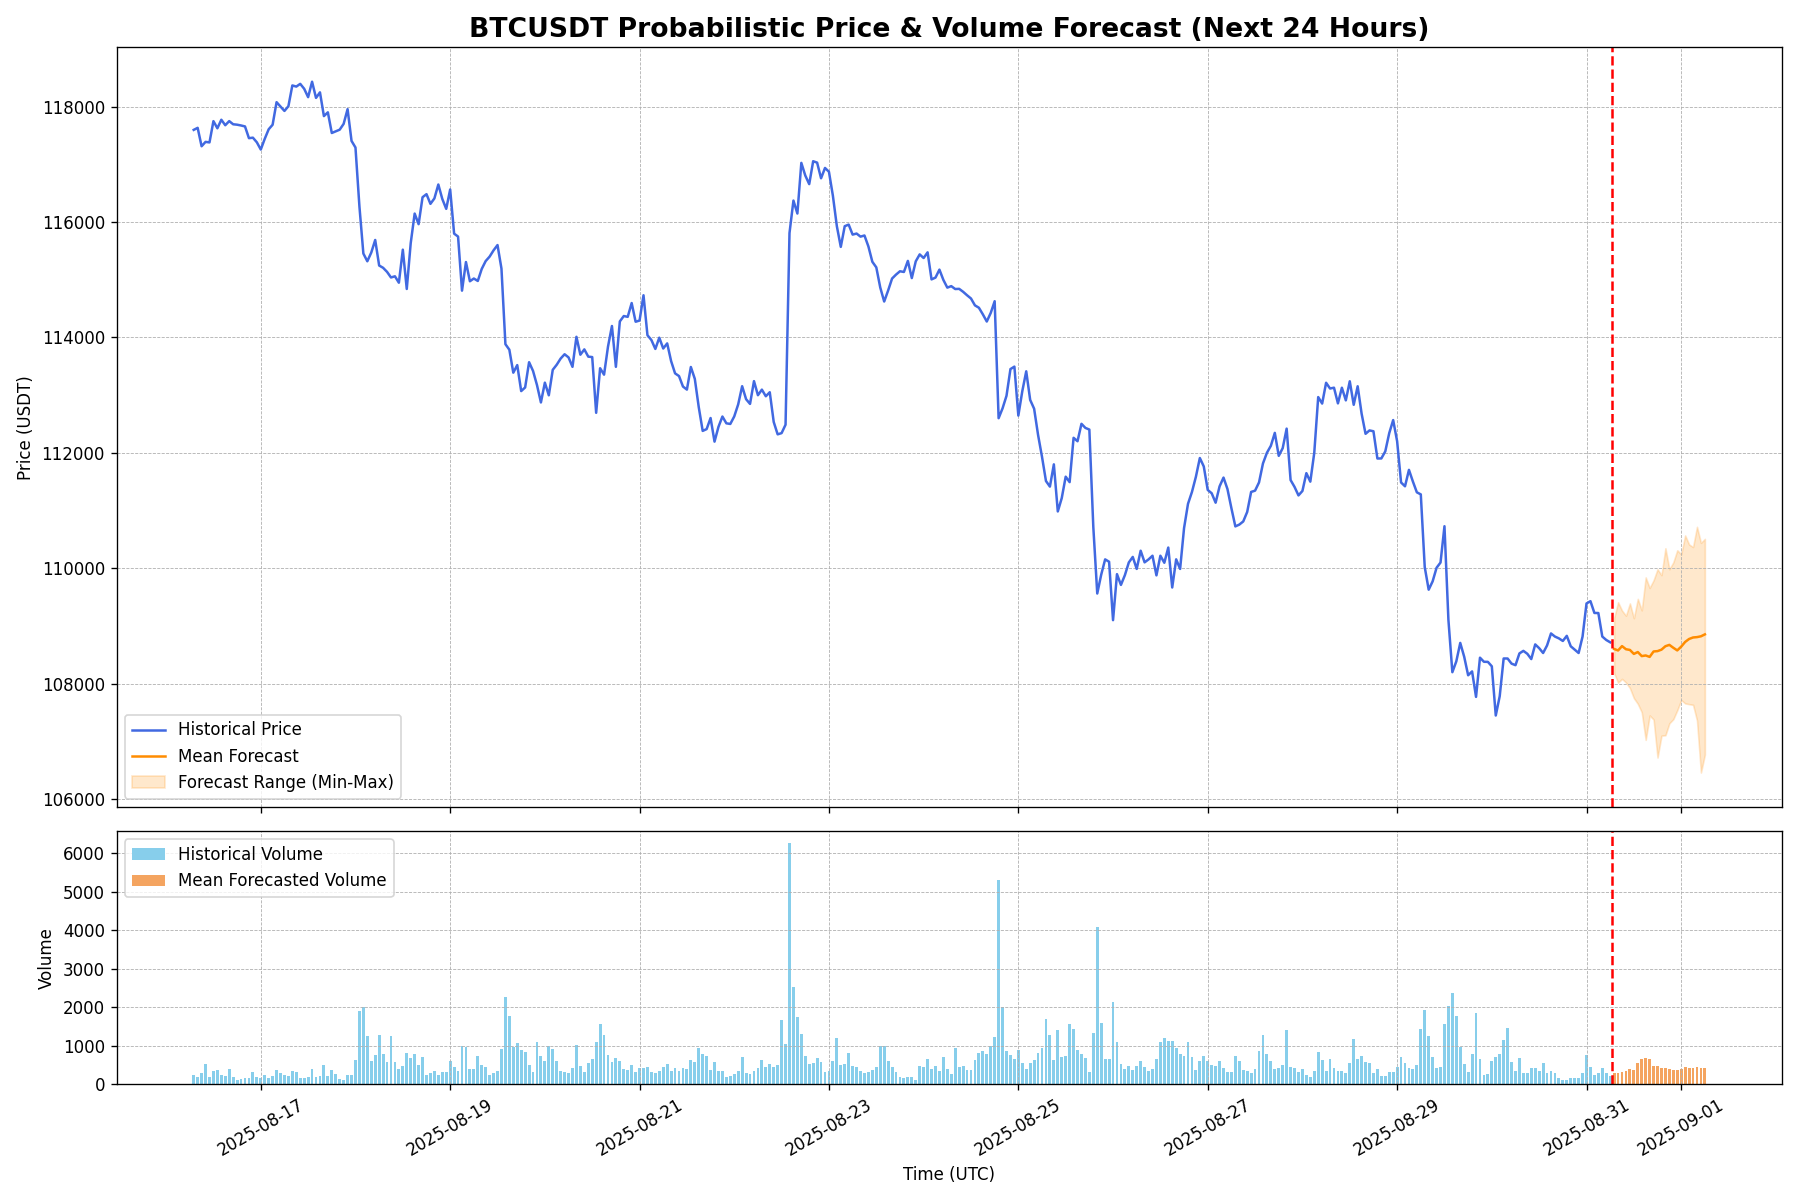 BTCUSDT Probabilistic Price & Volume Forecast (Next 24 Hours)
118000
116000
114000
112000
110000
108000
106000
Price (USDT)
Historical Price
Mean Forecast
Forecast Range (Min-Max)
6000
5000
4000
3000
2000
1000
0
Volume
Historical Volume
Mean Forecasted Volume
2025-08-17
2025-08-19
2025-08-21
2025-08-23
2025-08-25
2025-08-27
2025-08-29
2025-08-31
2025-09-01
Time (UTC)